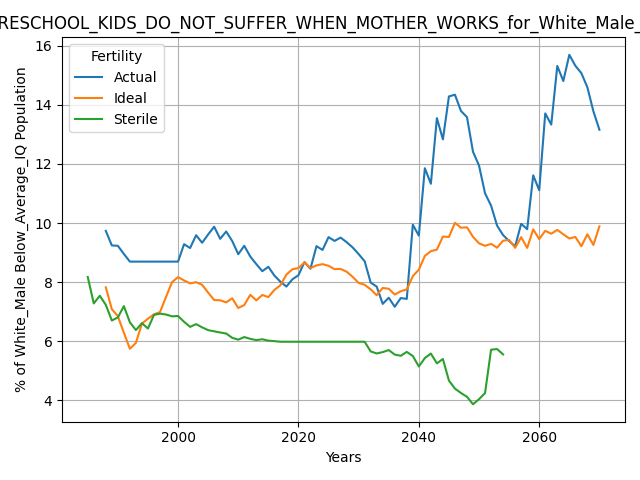 RESCHOOL_KIDS_DO_NOT_SUFFER_WHEN_MOTHER_WORKS_for_White_Male_
16
14
12
10
8
6
4
% of White_Male Below_Average_IQ Population
Fertility
Actual
Ideal
Sterile
2000
2020
2040
2060
Years